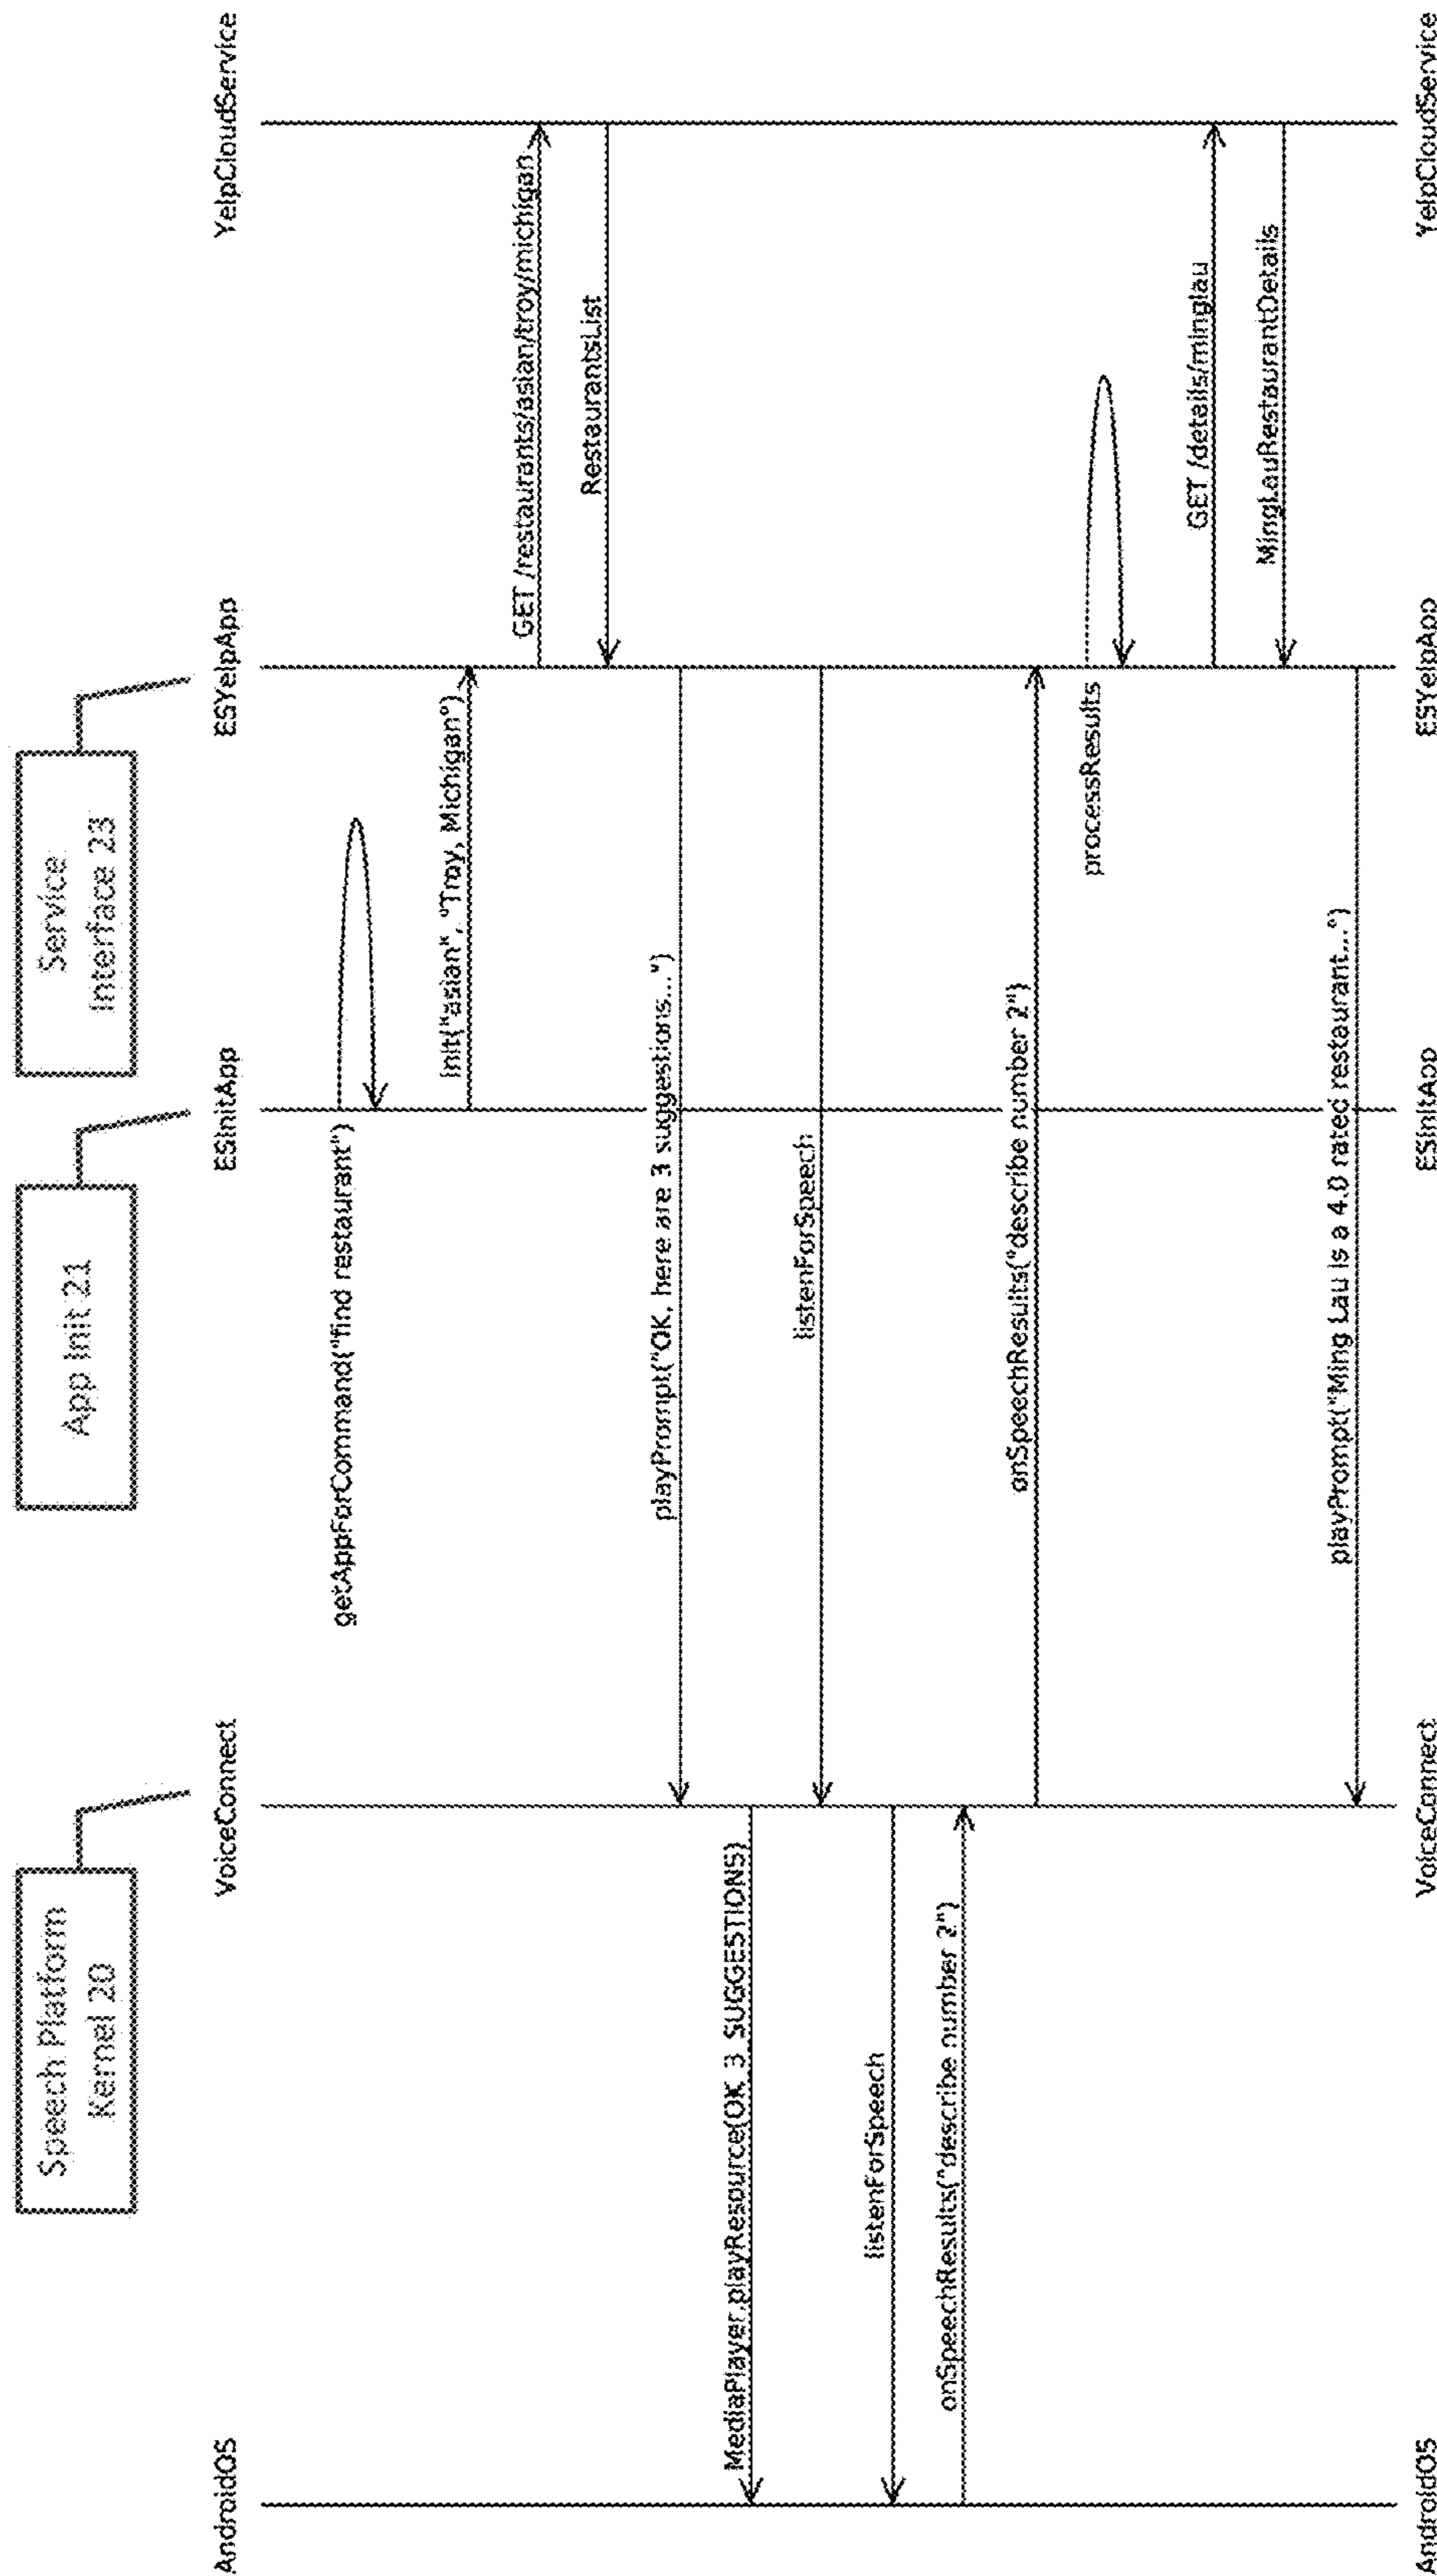 Speech Platform
Kernel 20
App Init 21
Service
Interface 23
AndroidOS
VoiceConnect
ESInitApp
ESYelpApp
YelpCloudService
getAppForCommand("find restaurant")
init("asian", "Troy, Michigan")
GET /restaurants/asian/troy/michigan
RestaurantsList
playPrompt("OK, here are 3 suggestions...")
MediaPlayer.playResource(OK_3_SUGGESTIONS)
listenForSpeech
listenForSpeech
onSpeechResults("describe number 2")
onSpeechResults("describe number 2")
processResults
GET /details/minglau
MingLauRestaurantDetails
playPrompt("Ming Lau is a 4.0 rated restaurant...")
AndroidOS
VoiceConnect
ESInitApp
ESYelpApp
YelpCloudService